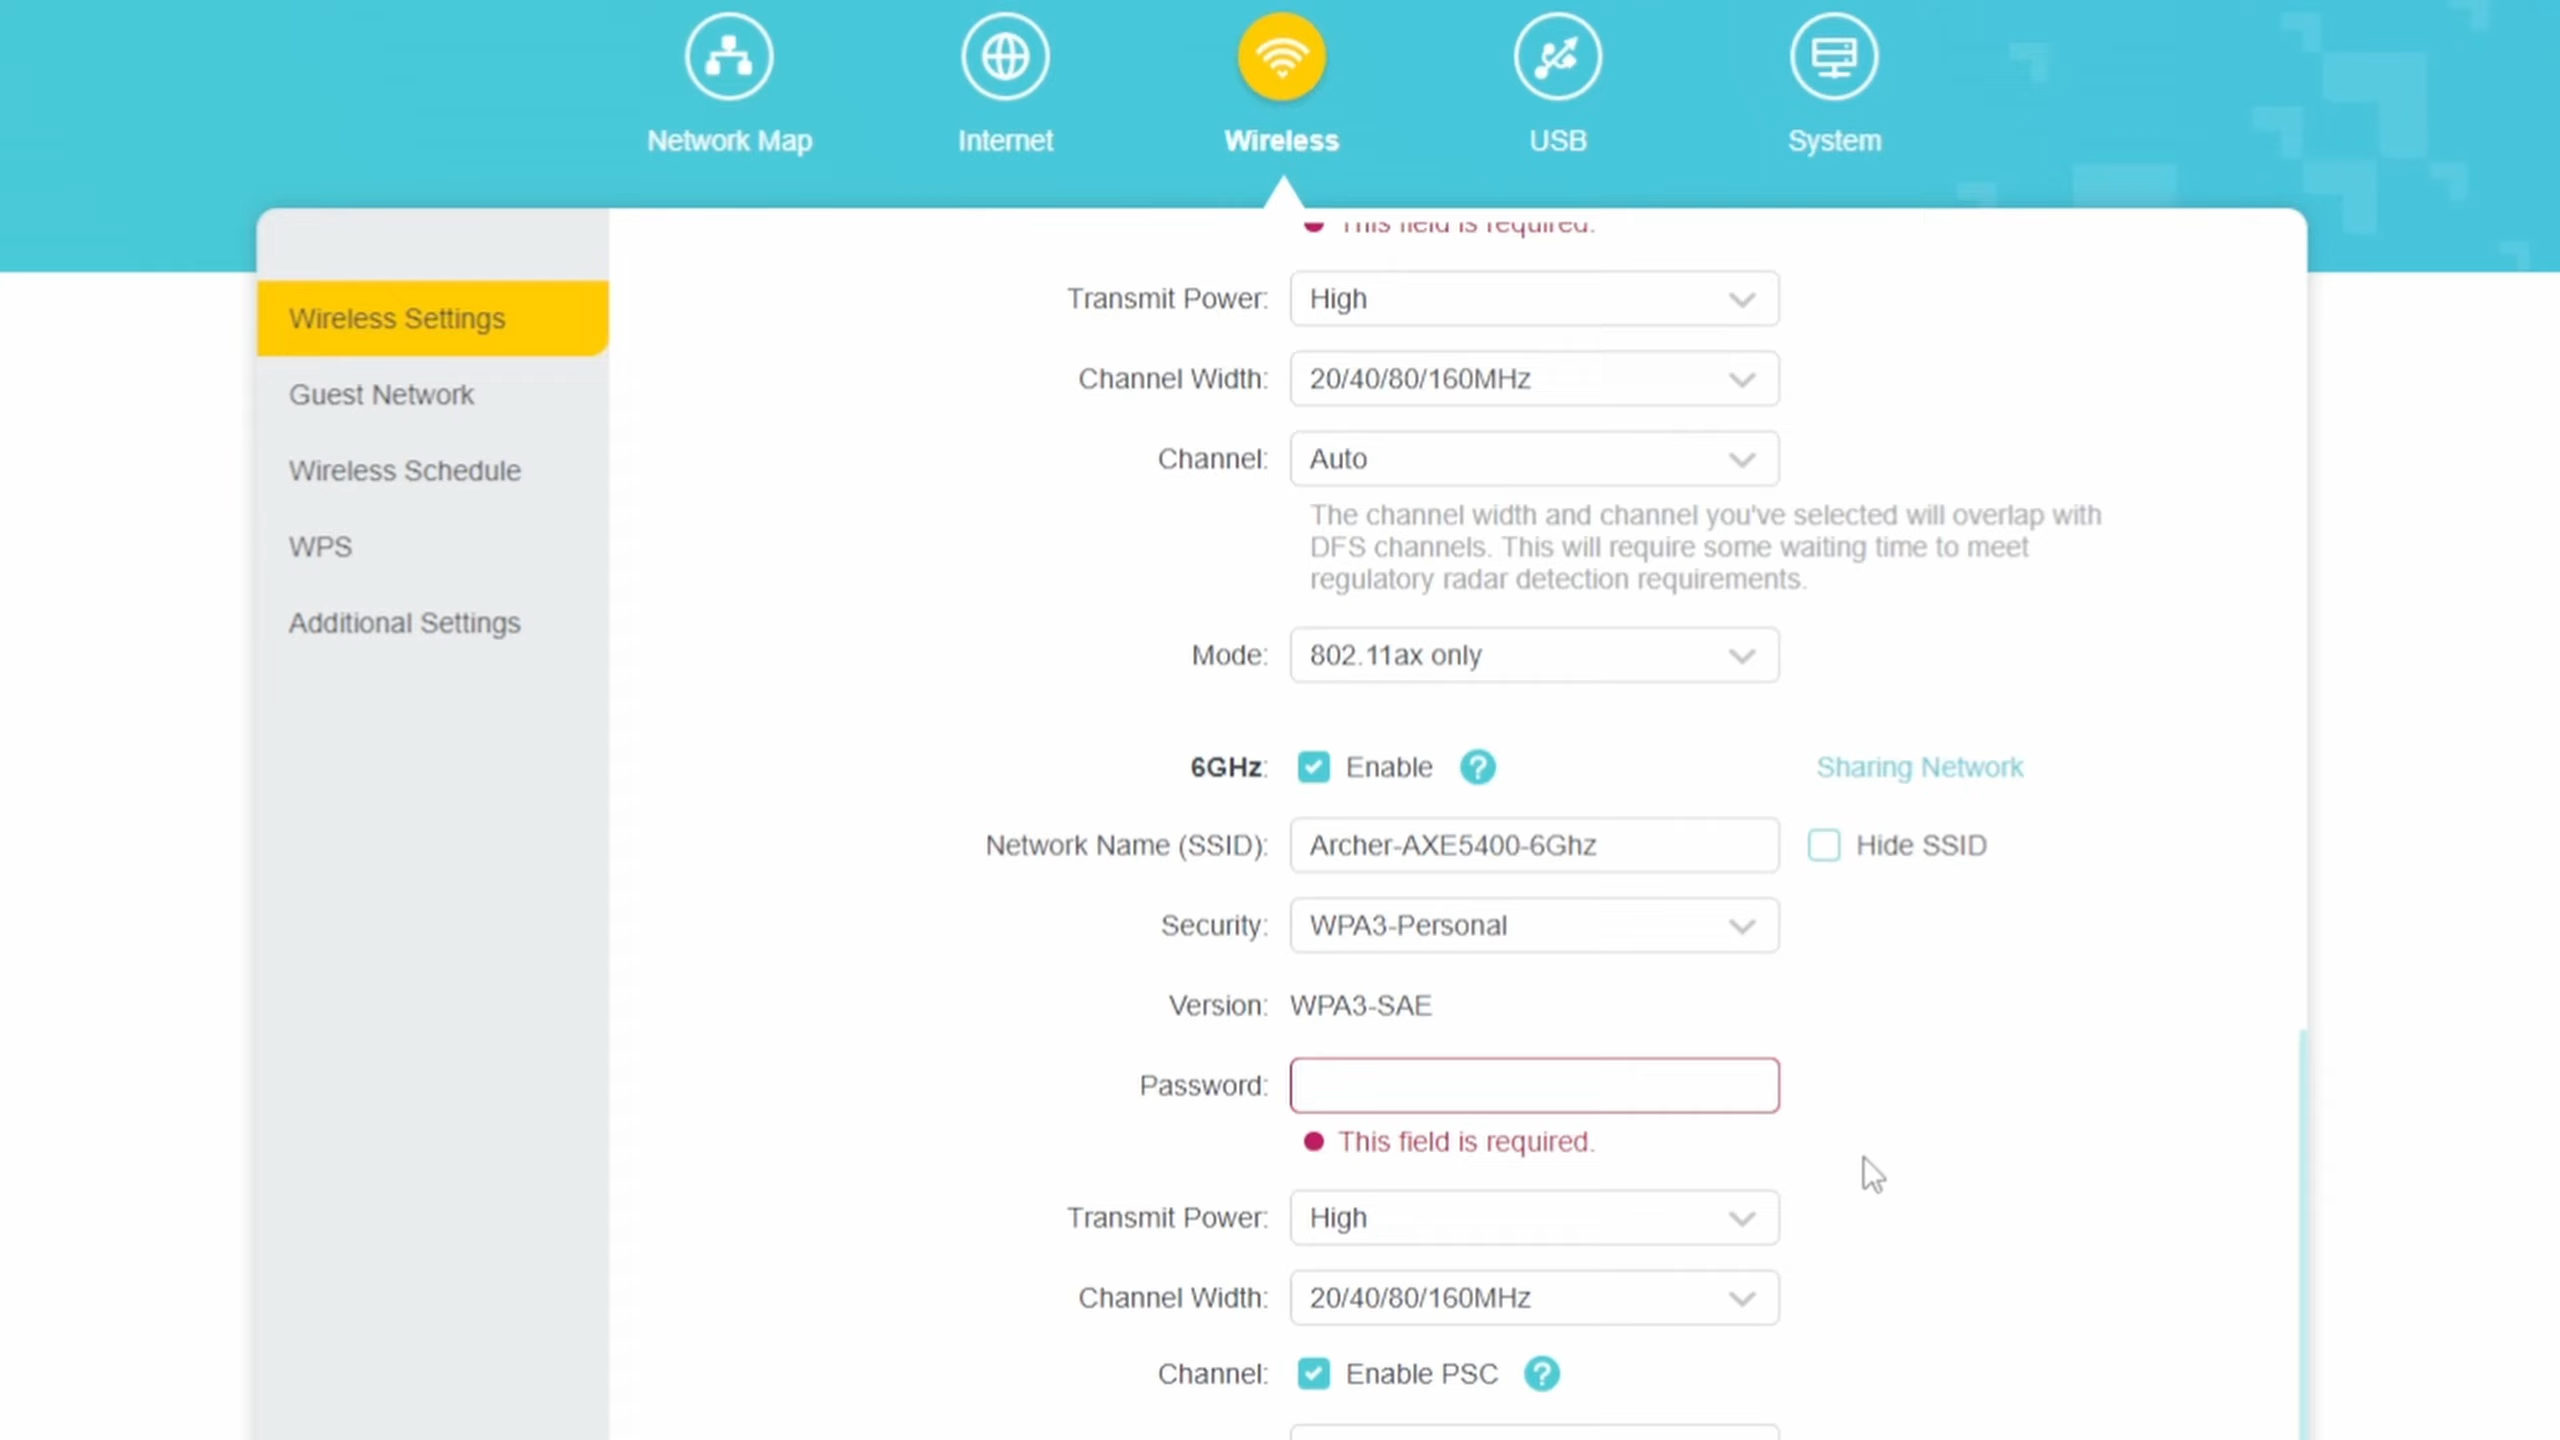 Network Map
Internet
Wireless
USB
System
Wireless Settings
Guest Network
Wireless Schedule
WPS
Additional Settings
This field is required.
Transmit Power: High
Channel Width: 20/40/80/160MHz
Channel: Auto
The channel width and channel you've selected will overlap with
DFS channels. This will require some waiting time to meet
regulatory radar detection requirements.
Mode: 802.11ax only
6GHz: Enable ? Sharing Network
Network Name (SSID): Archer-AXE5400-6Ghz Hide SSID
Security: WPA3-Personal
Version: WPA3-SAE
Password:
This field is required.
Transmit Power: High
Channel Width: 20/40/80/160MHz
Channel: Enable PSC ?